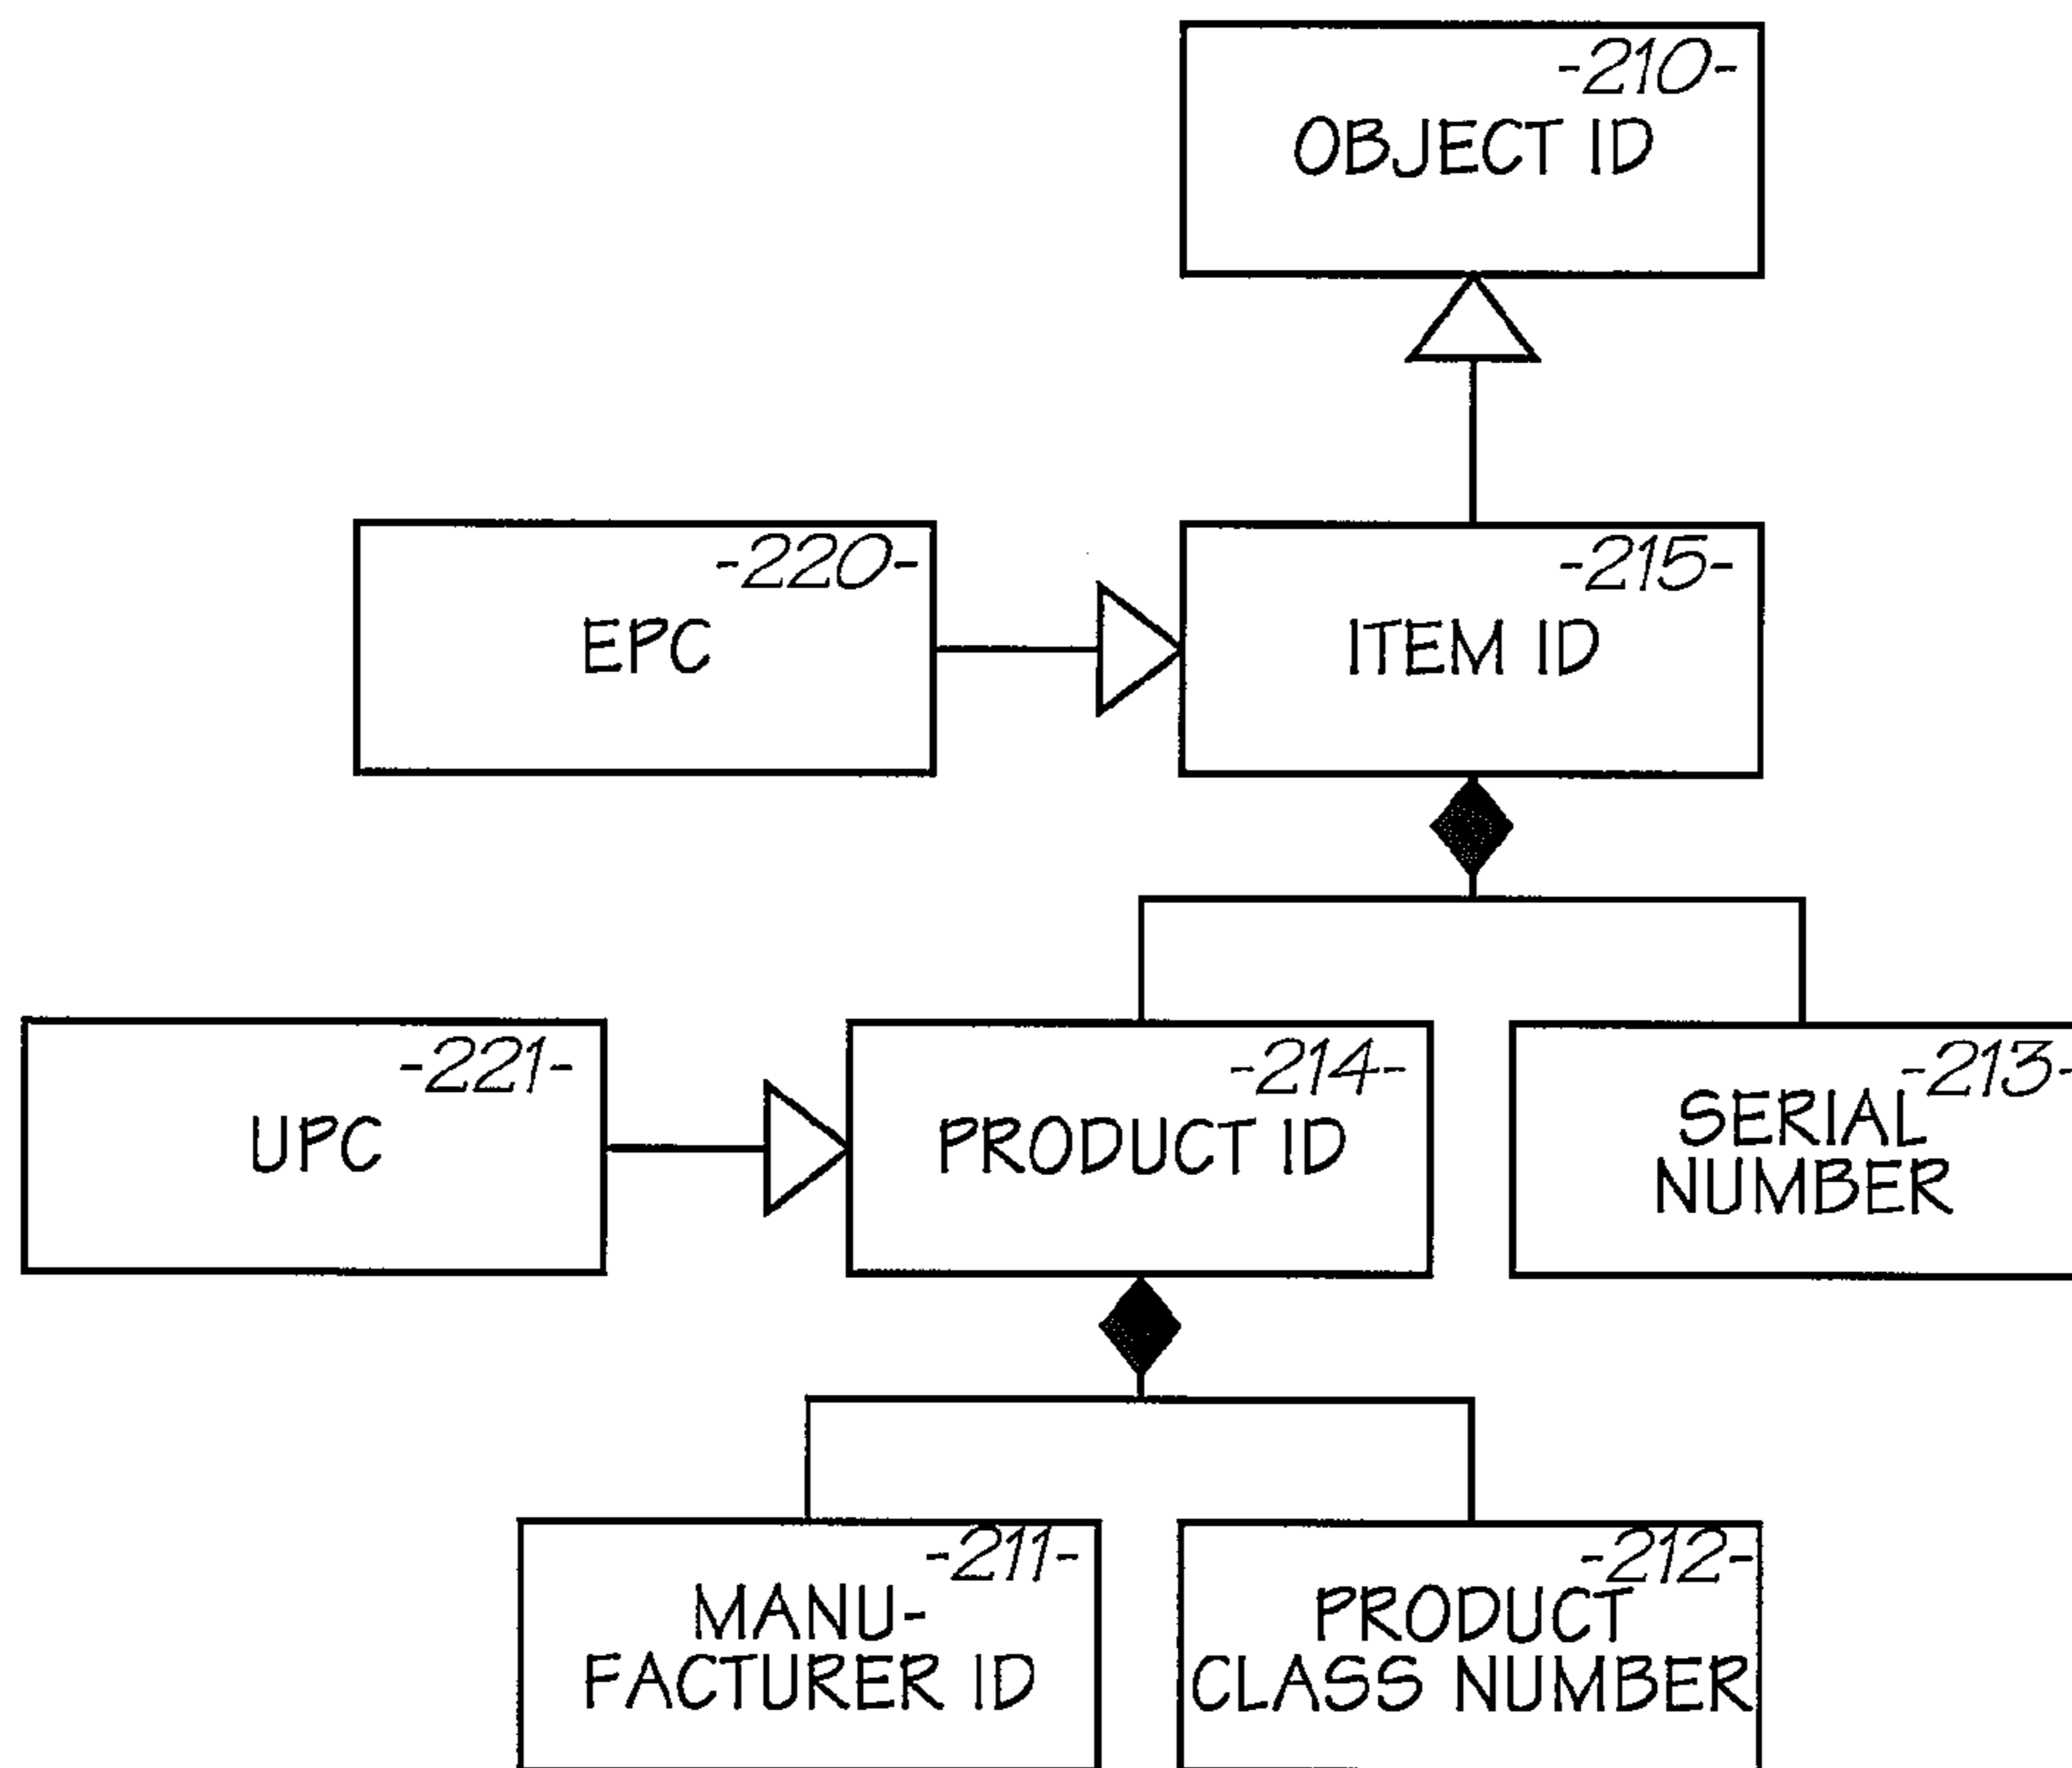 -210-
OBJECT ID
-220-
EPC
-215-
ITEM ID
-221-
UPC
-214-
PRODUCT ID
-213-
SERIAL
NUMBER
-211-
MANU-
FACTURER ID
-212-
PRODUCT
CLASS NUMBER